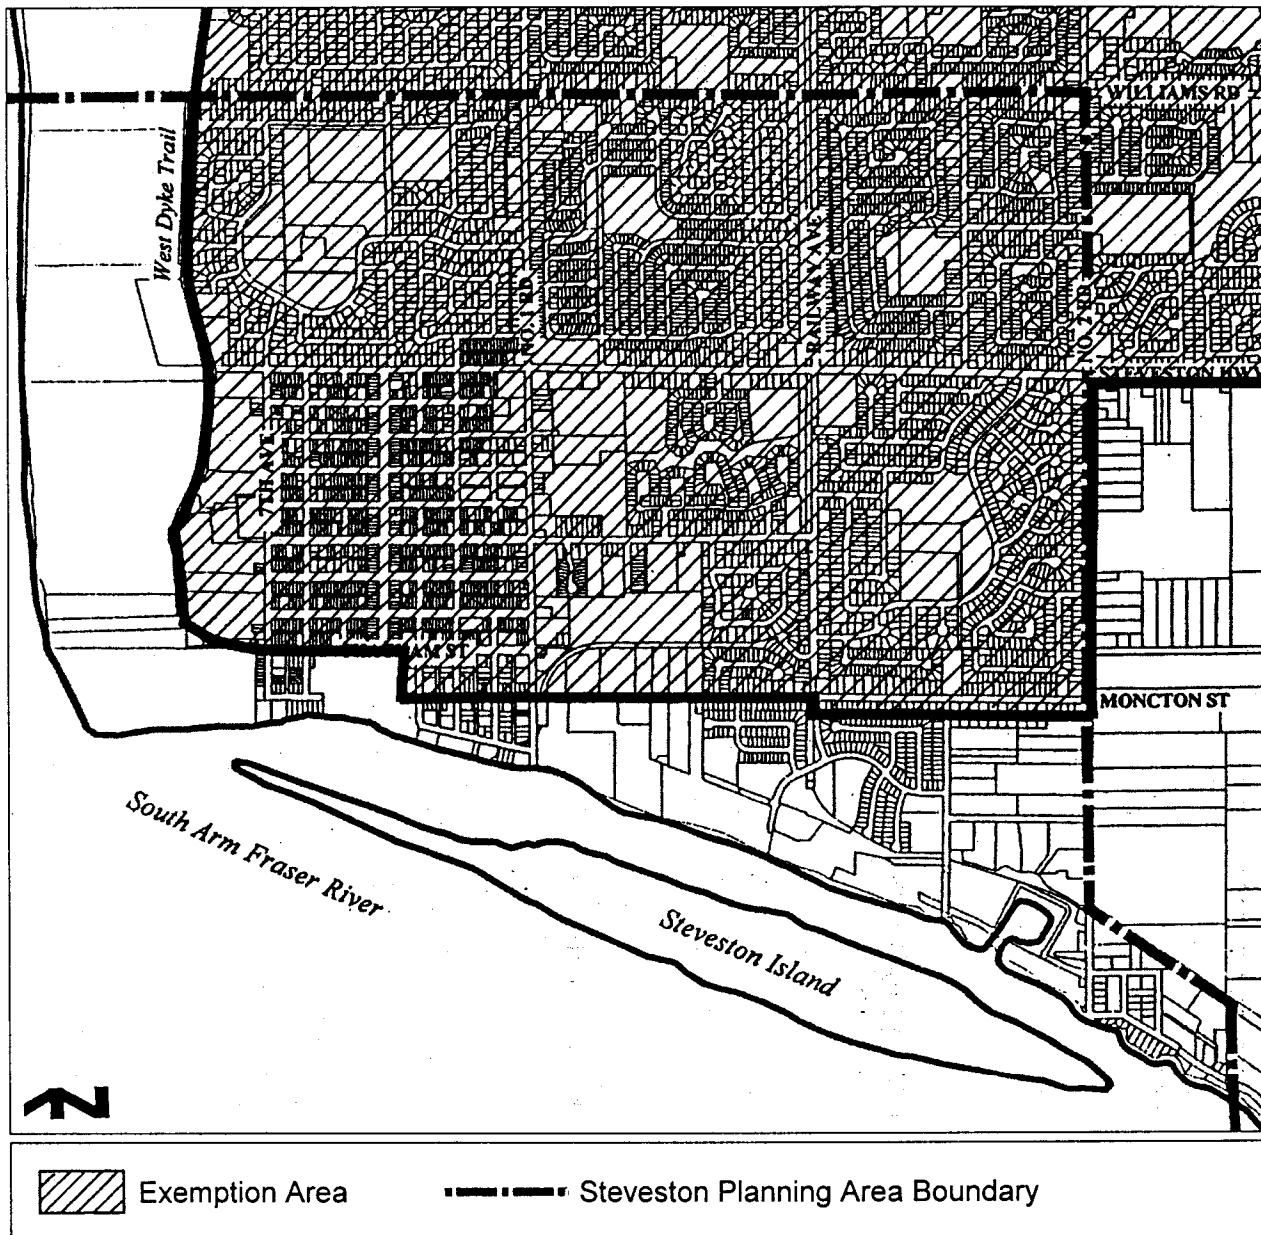 WILLIAMS RD
West Dyke Trail
NO. 1 RD
RAILWAY AVE
NO. 2 RD
STEVESTON HWY
MONCTON ST
South Arm Fraser River
Steveston Island
N
Exemption Area
Steveston Planning Area Boundary